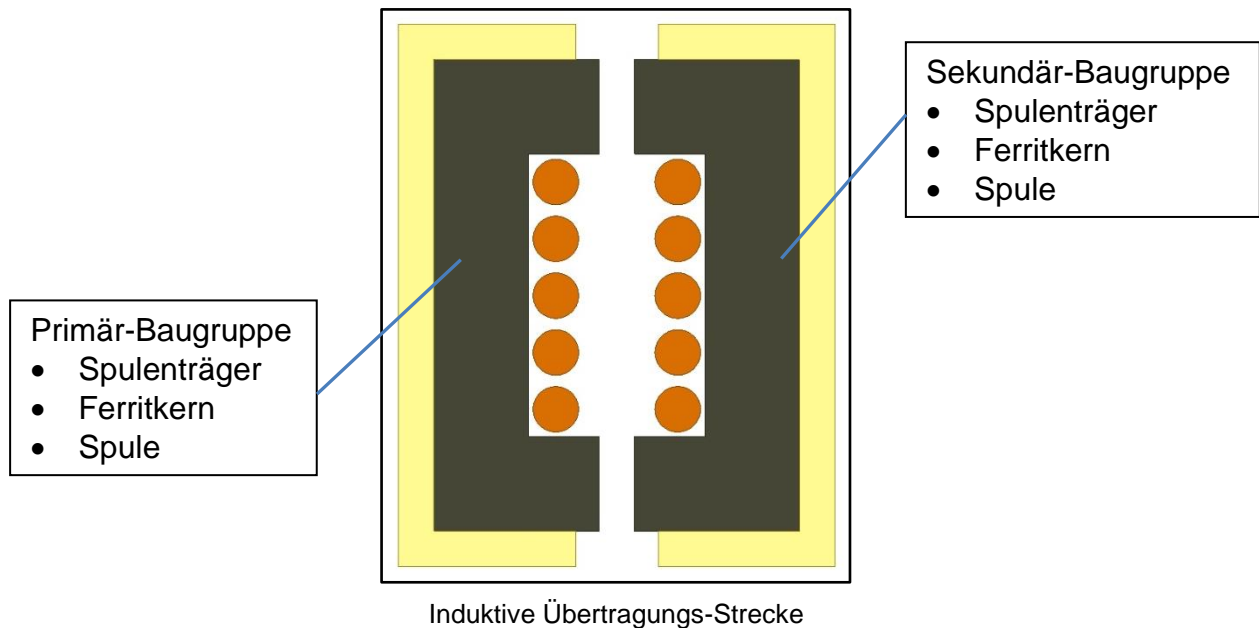 Sekundär-Baugruppe
• Spulenträger
• Ferritkern
• Spule
Primär-Baugruppe
• Spulenträger
• Ferritkern
• Spule
Induktive Übertragungs-Strecke